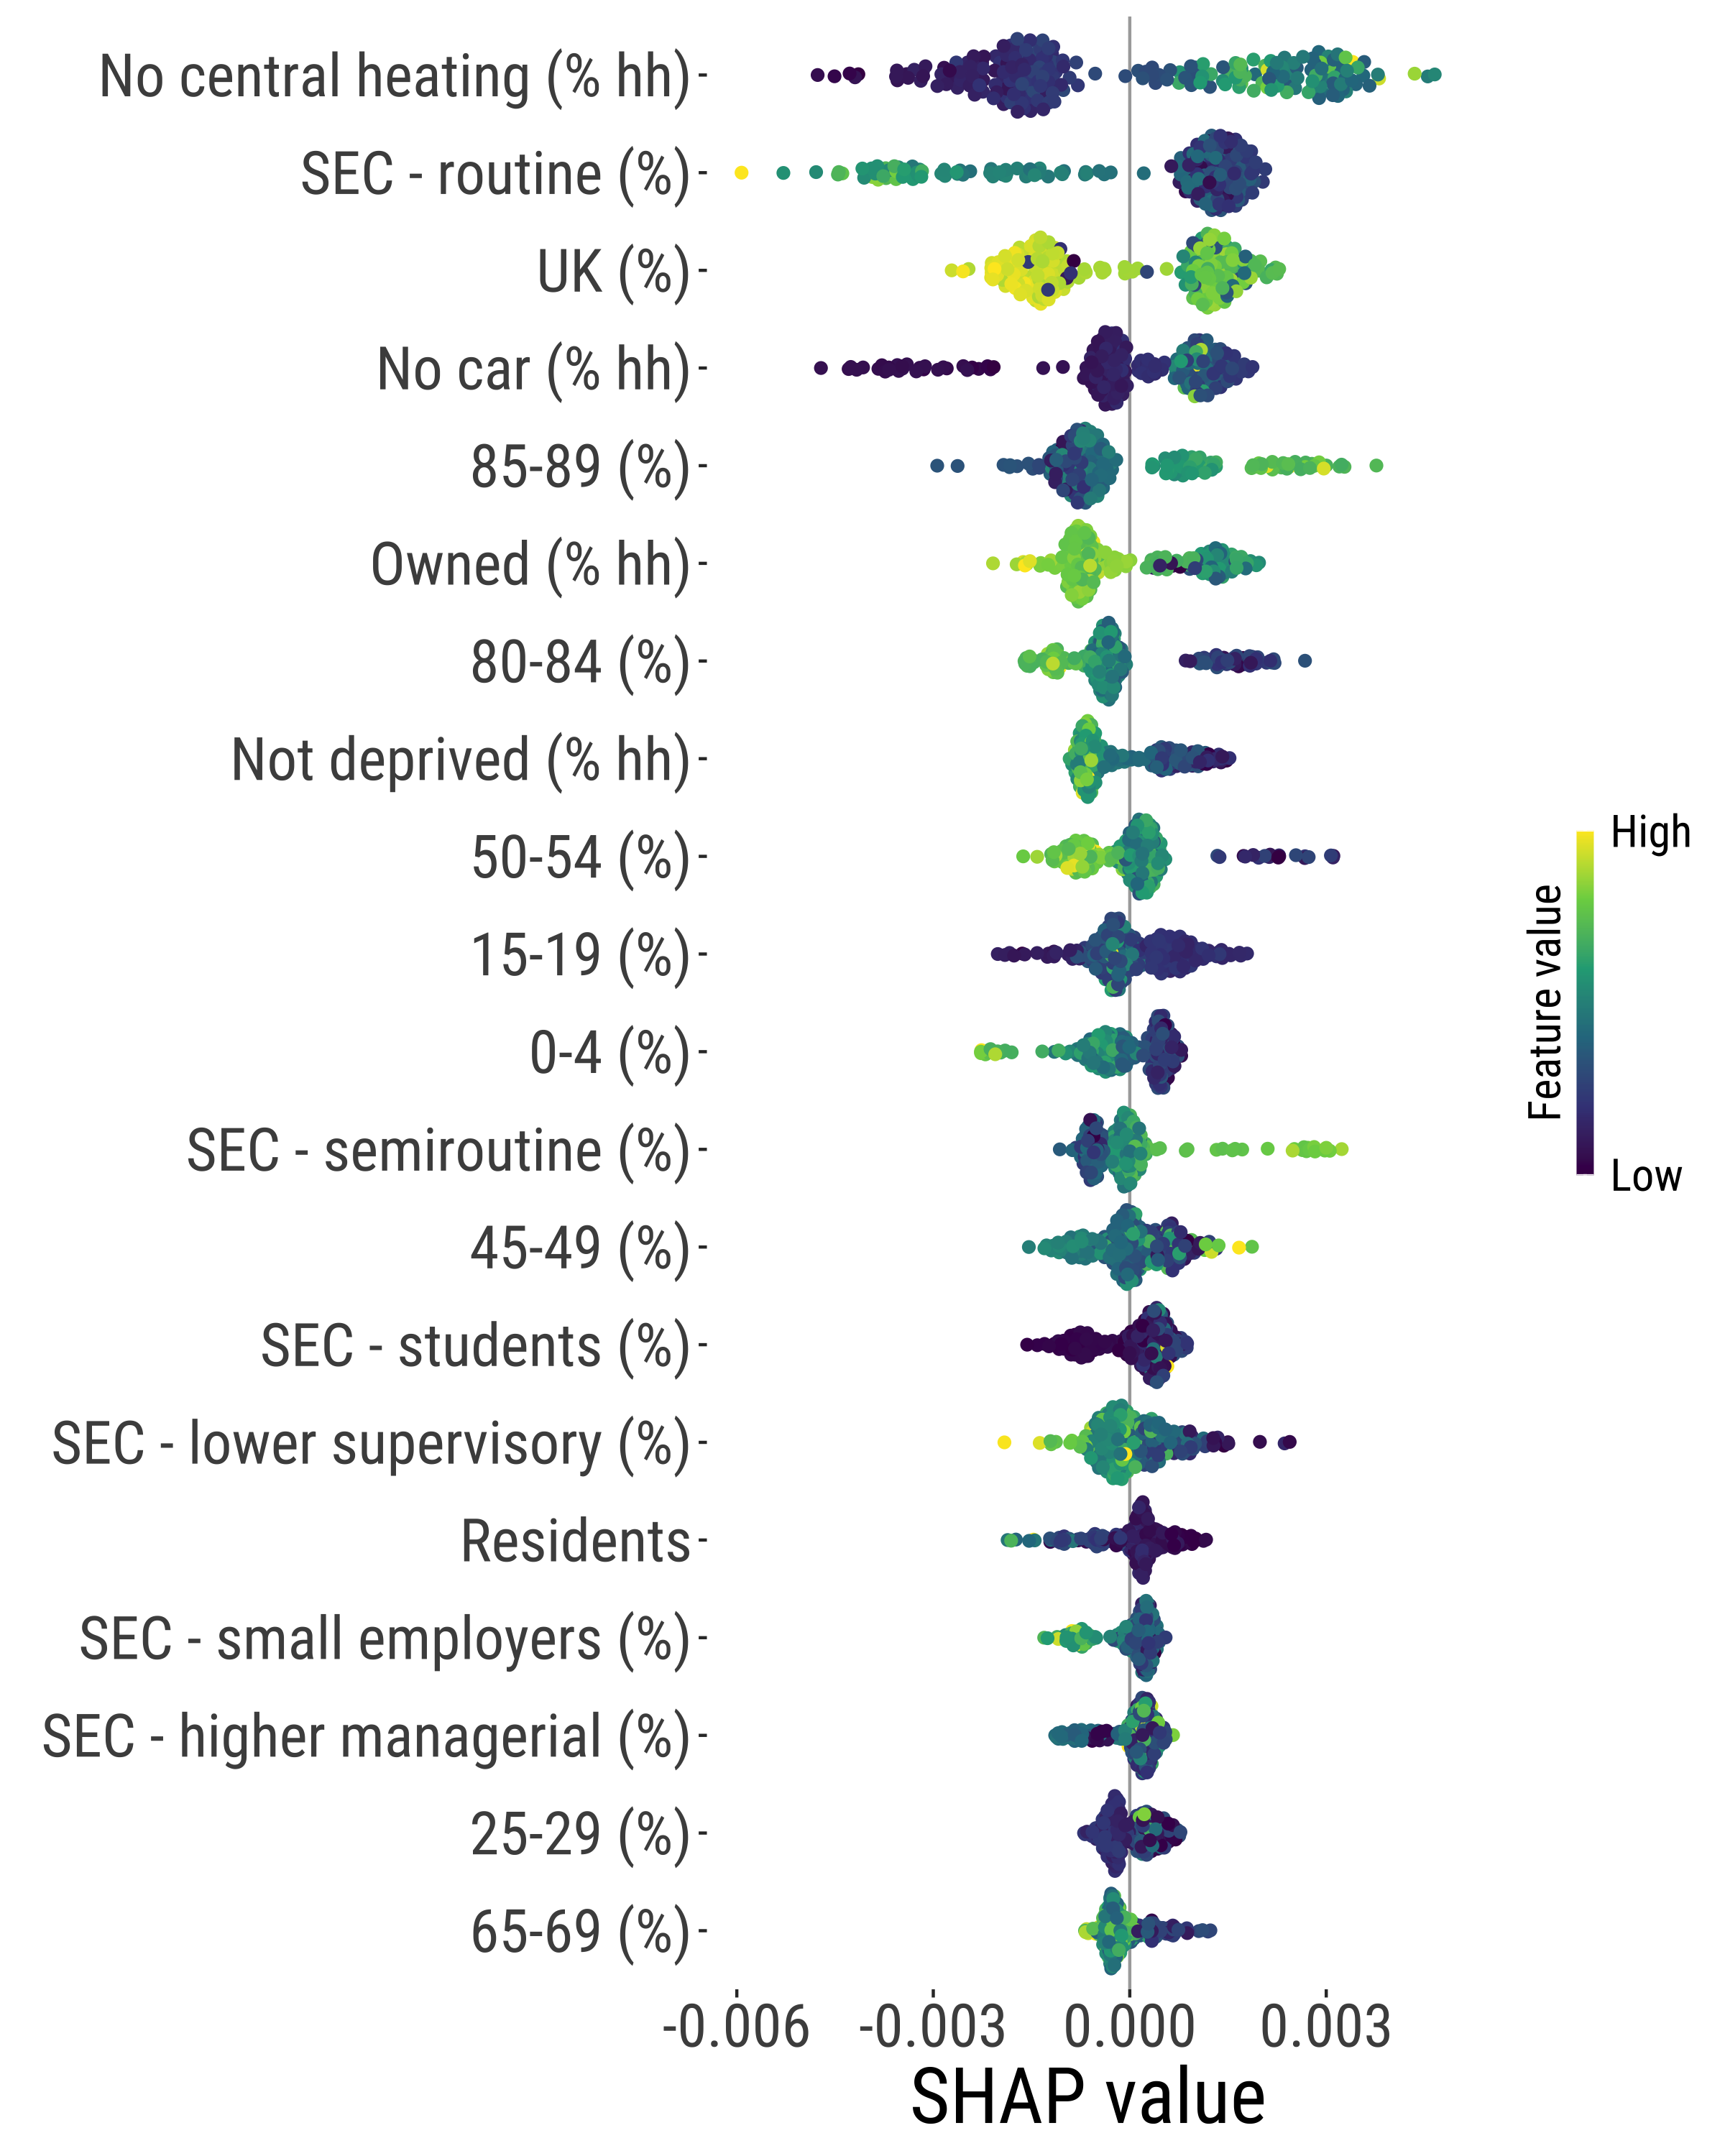 No central heating (% hh)
SEC - routine (%)
UK (%)
No car (% hh)
85-89 (%)
Owned (% hh)
80-84 (%)
Not deprived (% hh)
50-54 (%)
15-19 (%)
0-4 (%)
SEC - semiroutine (%)
45-49 (%)
SEC - students (%)
SEC - lower supervisory (%)
Residents
SEC - small employers (%)
SEC - higher managerial (%)
25-29 (%)
65-69 (%)
-0.006 -0.003 0.000 0.003
SHAP value
High
Feature value
Low